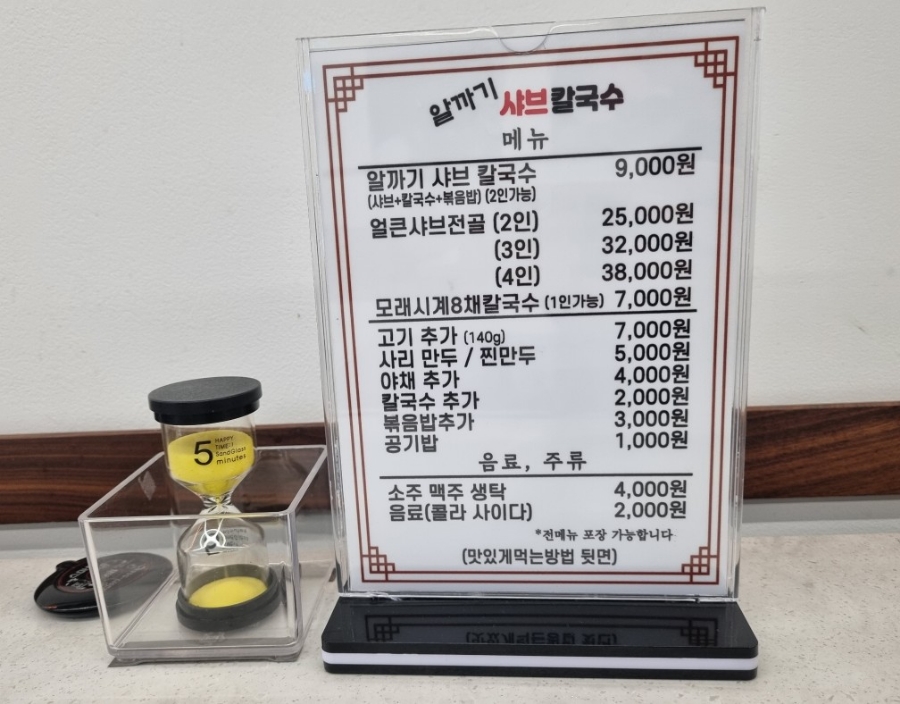 알까기 샤브칼국수
메뉴
알까기 샤브 칼국수 9,000원
(샤브+칼국수+볶음밥) (2인가능)
얼큰샤브전골 (2인) 25,000원
(3인) 32,000원
(4인) 38,000원
모래시계8채칼국수 (1인가능) 7,000원
고기 추가 (140g) 7,000원
사리 만두 / 찐만두 5,000원
야채 추가 4,000원
칼국수 추가 2,000원
볶음밥추가 3,000원
공기밥 1,000원
음료, 주류
소주 맥주 생탁 4,000원
음료(콜라 사이다) 2,000원
*전메뉴 포장 가능합니다
(맛있게먹는방법 뒷면)
5 HAPPY
TIME!!
SandGlass
minutes